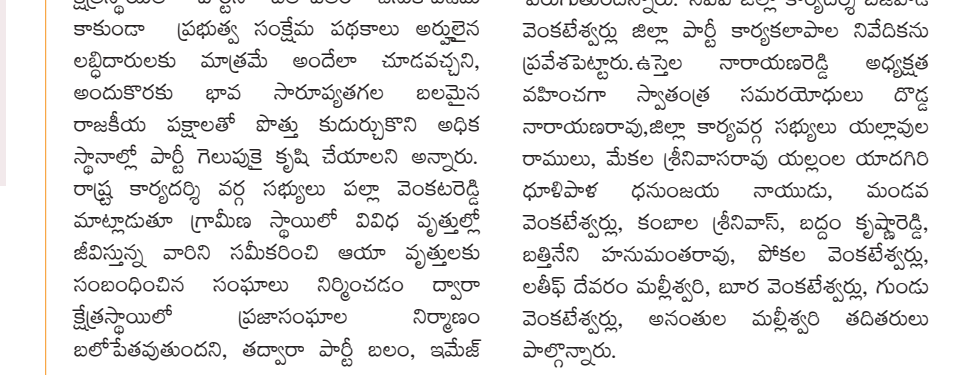 కాకుండా ప్రభుత్వ సంక్షేమ పథకాలు అర్హులైన
లబ్ధిదారులకు మాత్రమే అందేలా చూడవచ్చని,
అందుకొరకు భావ సారూప్యతగల బలమైన
రాజకీయ పక్షాలతో పొత్తు కుదుర్చుకొని అధిక
స్థానాల్లో పార్టీ గెలుపుకై కృషి చేయాలని అన్నారు.
రాష్ట్ర కార్యదర్శి వర్గ సభ్యులు పల్లా వెంకటరెడ్డి
మాట్లాడుతూ గ్రామీణ స్థాయిలో వివిధ వృత్తుల్లో
జీవిస్తున్న వారిని సమీకరించి ఆయా వృత్తులకు
సంబంధించిన సంఘాలు నిర్మించడం ద్వారా
క్షేత్రస్థాయిలో ప్రజాసంఘాల నిర్మాణం
బలోపేతవుతుందని, తద్వారా పార్టీ బలం, ఇమేజ్
వెంకటేశ్వర్లు జిల్లా పార్టీ కార్యకలాపాల నివేదికను
ప్రవేశపెట్టారు.ఉస్తెల నారాయణరెడ్డి అధ్యక్షత
వహించగా స్వాతంత్ర సమరయోధులు దొడ్డ
నారాయణరావు,జిల్లా కార్యవర్గ సభ్యులు యల్లావుల
రాములు, మేకల శ్రీనివాసరావు యల్లంల యాదగిరి
ధూళిపాళ ధనుంజయ నాయుడు, మండవ
వెంకటేశ్వర్లు, కంబాల శ్రీనివాస్, బద్దం కృష్ణారెడ్డి,
బత్తినేని హనుమంతరావు, పోకల వెంకటేశ్వర్లు,
లతీఫ్ దేవరం మల్లీశ్వరి, బూర వెంకటేశ్వర్లు, గుండు
వెంకటేశ్వర్లు, అనంతుల మల్లీశ్వరి తదితరులు
పాల్గొన్నారు.